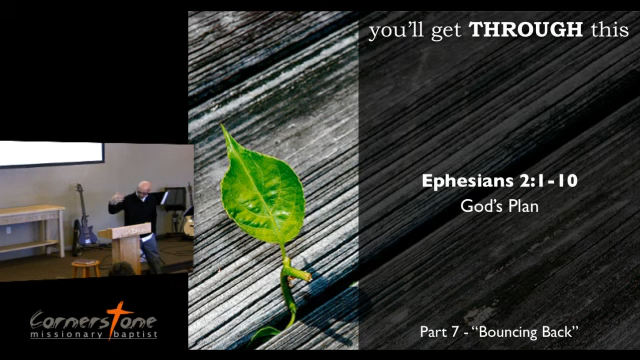 you'll get THROUGH this
Ephesians 2:1-10
God's Plan
Part 7 - "Bouncing Back"
Cornerstone
missionary baptist